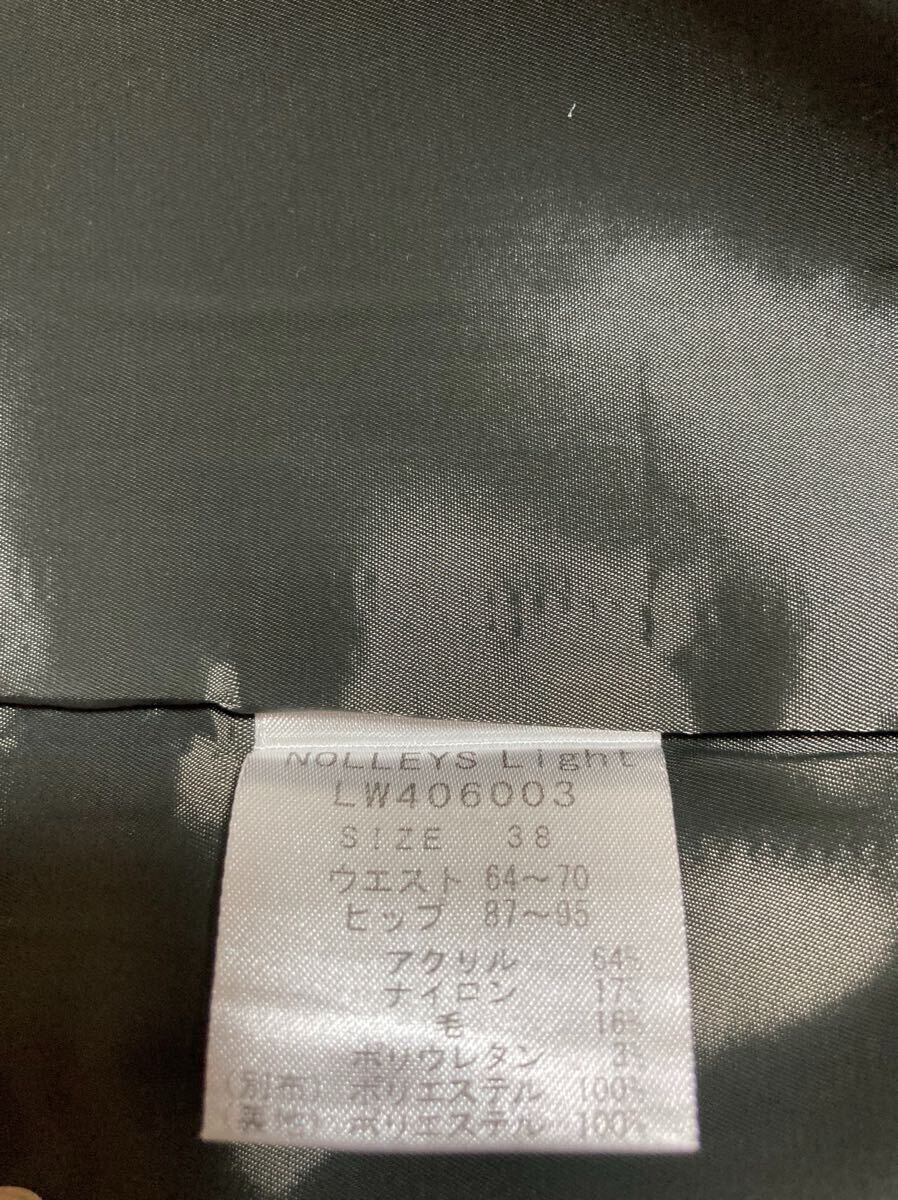 NOLLEYS Light
LW406003
SIZE 38
ウエスト 64～70
ヒップ 87～95
アクリル 64%
ナイロン 17%
毛 16%
ポリウレタン 3%
(別布) ポリエステル 100%
(裏地) ポリエステル 100%